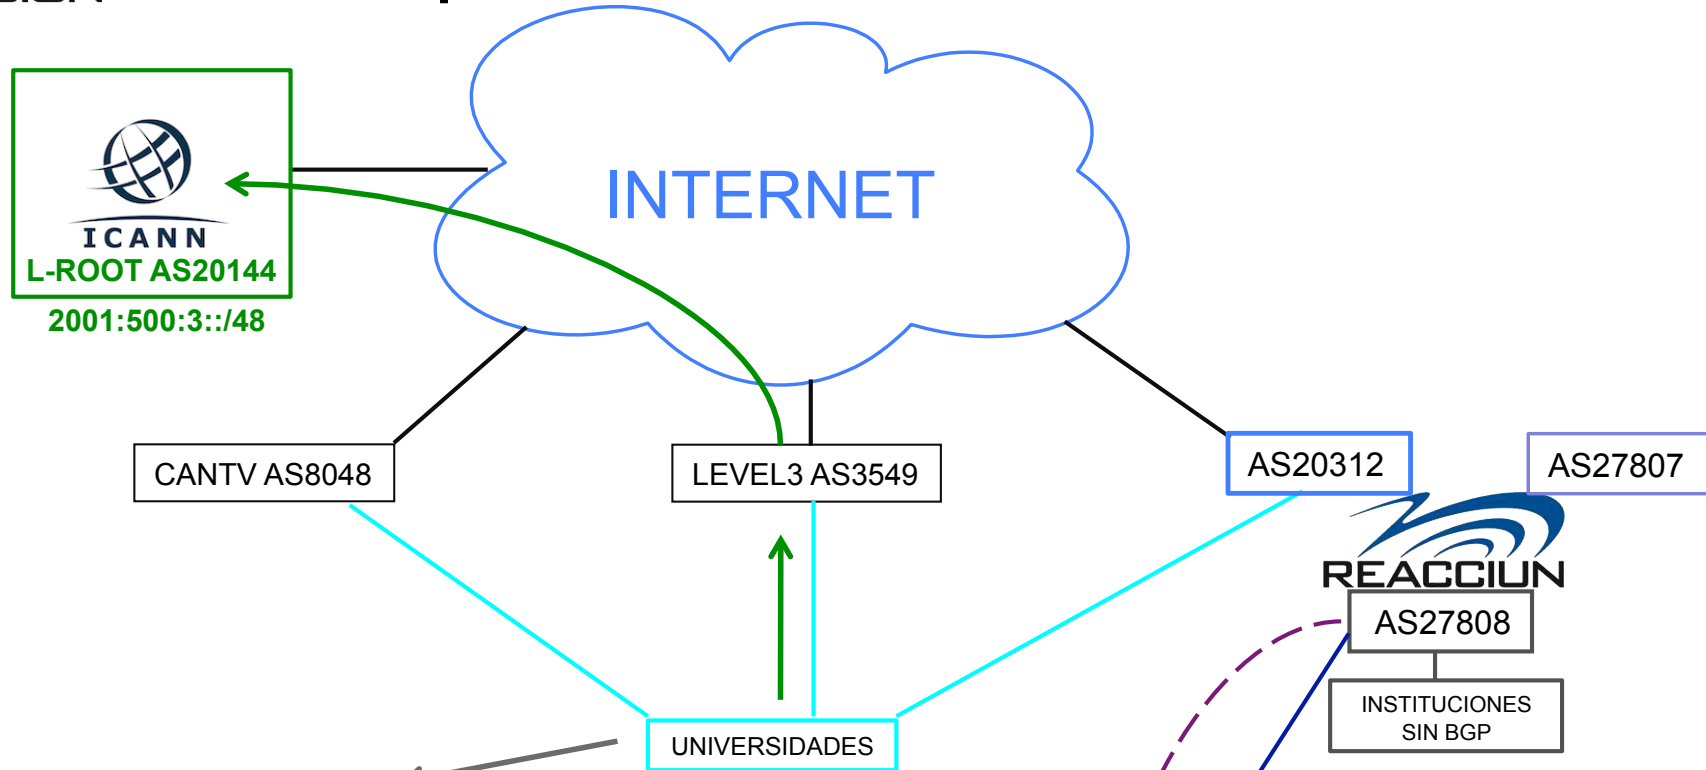 INTERNET
ICANN
L-ROOT AS20144
2001:500:3::/48
CANTV AS8048
LEVEL3 AS3549
AS20312
AS27807
REACCIUN
AS27808
INSTITUCIONES
SIN BGP
UNIVERSIDADES